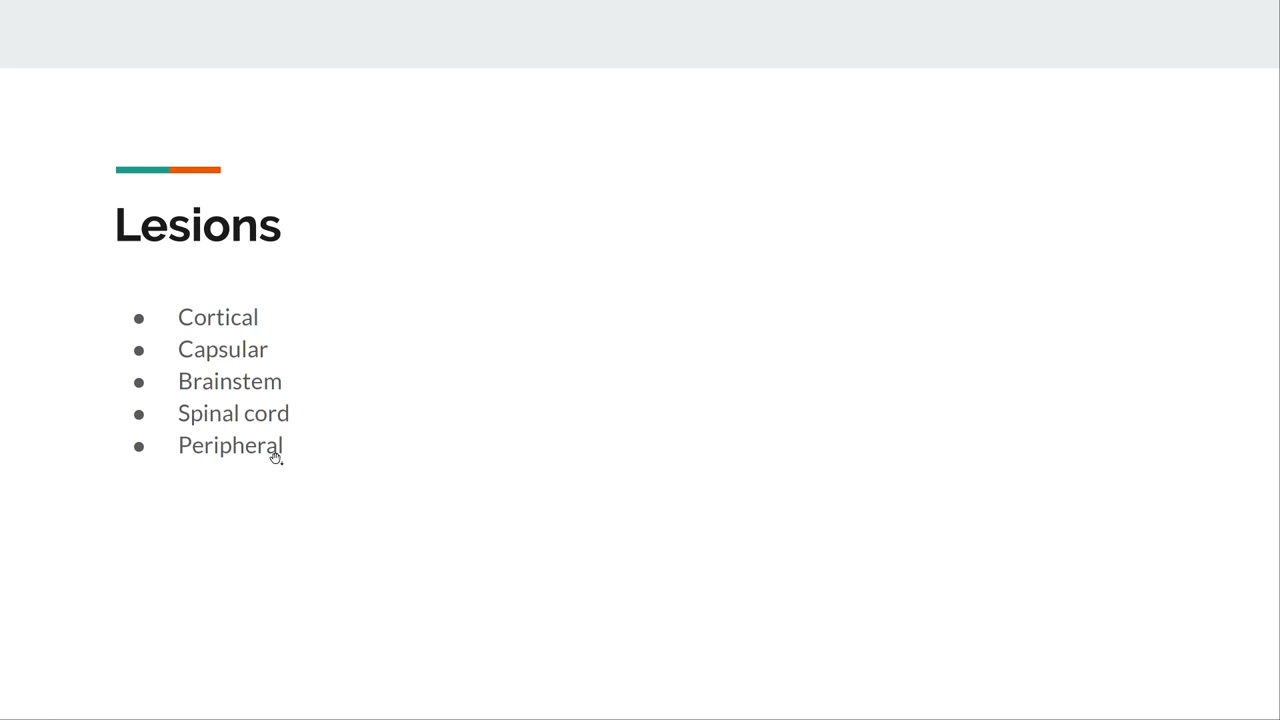 Lesions
● Cortical
● Capsular
● Brainstem
● Spinal cord
● Peripheral